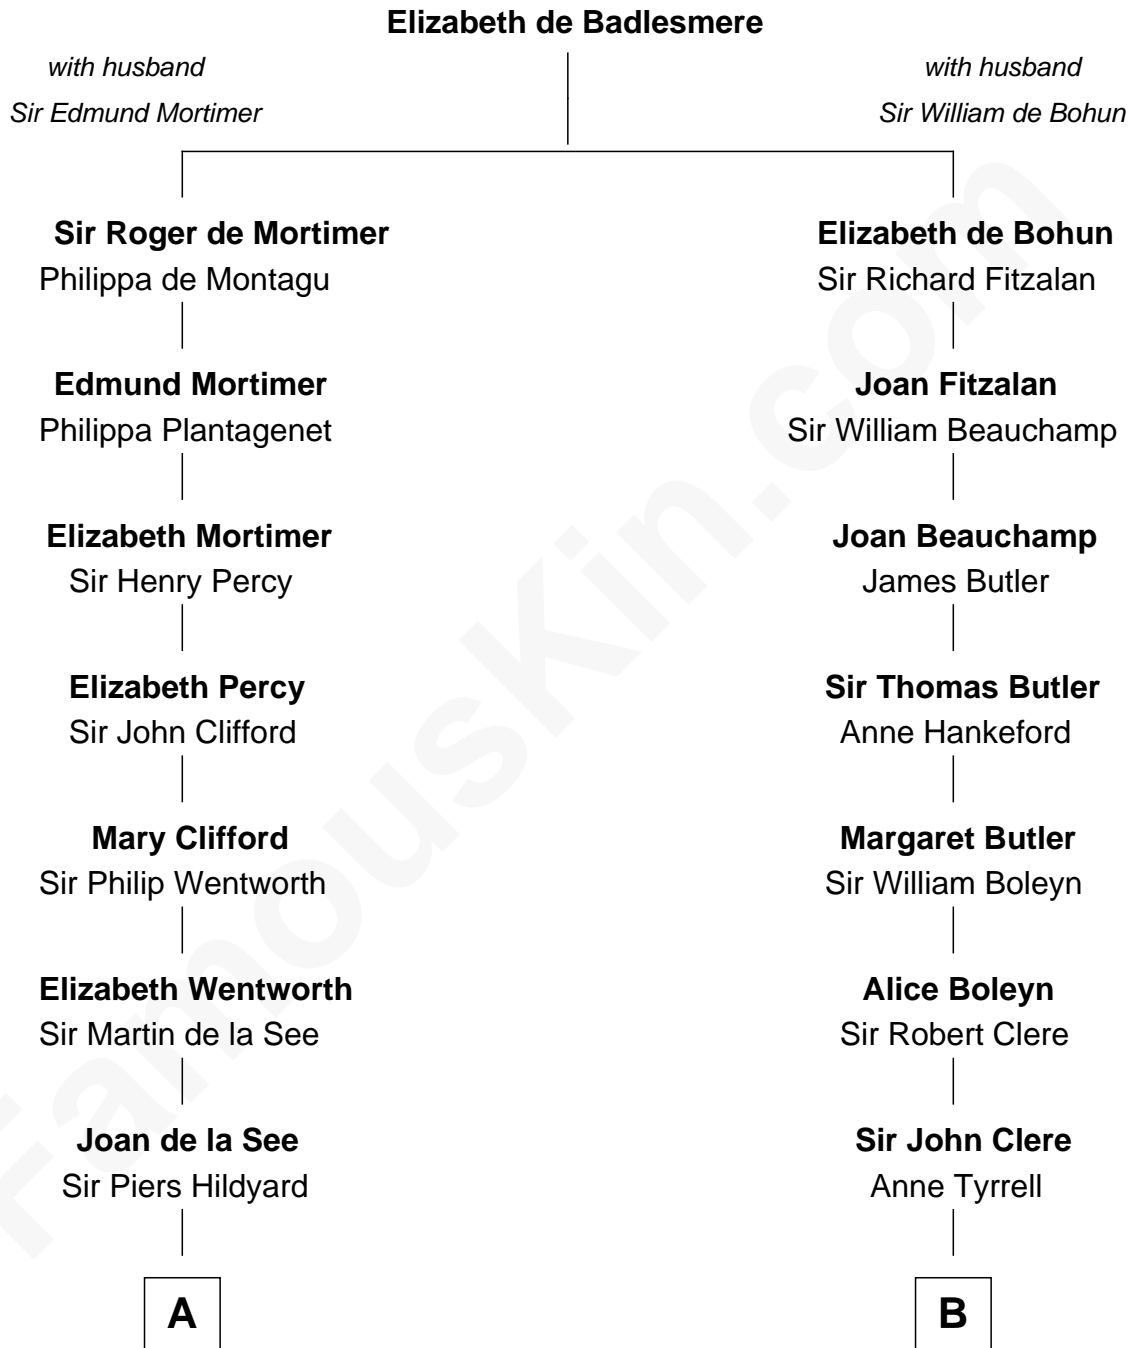 Elizabeth de Badlesmere
with husband
Sir Edmund Mortimer
with husband
Sir William de Bohun
Sir Roger de Mortimer
Philippa de Montagu
Elizabeth de Bohun
Sir Richard Fitzalan
Edmund Mortimer
Philippa Plantagenet
Joan Fitzalan
Sir William Beauchamp
Elizabeth Mortimer
Sir Henry Percy
Joan Beauchamp
James Butler
Elizabeth Percy
Sir John Clifford
Sir Thomas Butler
Anne Hankeford
Mary Clifford
Sir Philip Wentworth
Margaret Butler
Sir William Boleyn
Elizabeth Wentworth
Sir Martin de la See
Alice Boleyn
Sir Robert Clere
Joan de la See
Sir Piers Hildyard
Sir John Clere
Anne Tyrrell
A
B
FamousKin.com